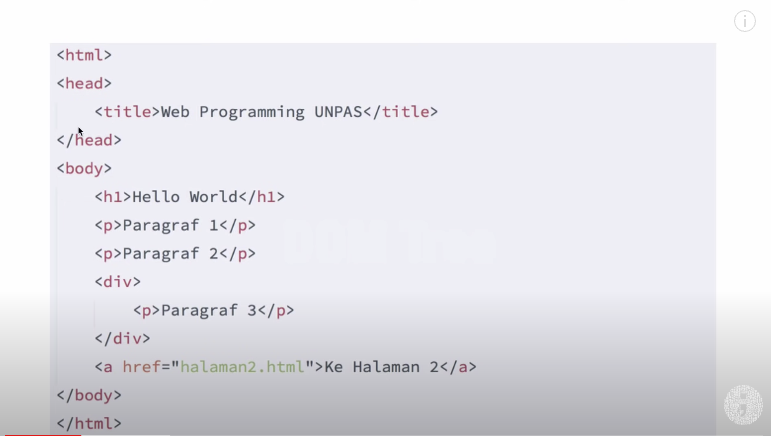 <html>
<head>
    <title>Web Programming UNPAS</title>
</head>
<body>
    <h1>Hello World</h1>
    <p>Paragraf 1</p>
    <p>Paragraf 2</p>
    <div>
        <p>Paragraf 3</p>
    </div>
    <a href="halaman2.html">Ke Halaman 2</a>
</body>
</html>